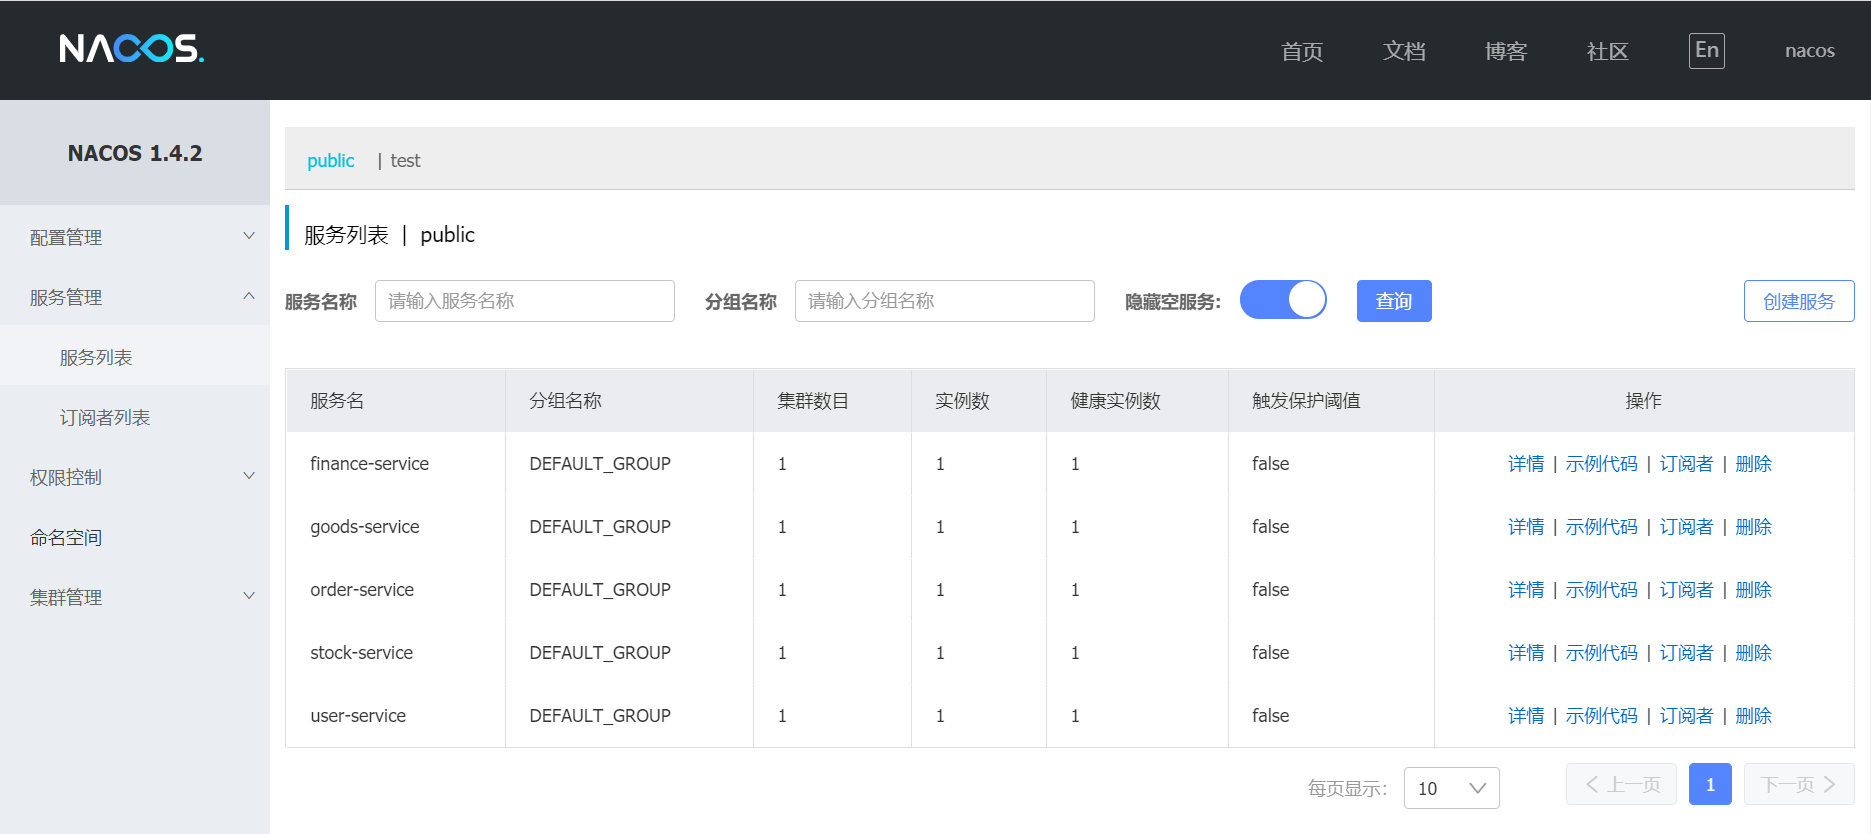 NACOS.
首页 文档 博客 社区 En nacos
NACOS 1.4.2
配置管理
服务管理
服务列表
订阅者列表
权限控制
命名空间
集群管理
public | test
服务列表 | public
服务名称 请输入服务名称 分组名称 请输入分组名称 隐藏空服务: 查询 创建服务
服务名 分组名称 集群数目 实例数 健康实例数 触发保护阈值 操作
finance-service DEFAULT_GROUP 1 1 1 false 详情 | 示例代码 | 订阅者 | 删除
goods-service DEFAULT_GROUP 1 1 1 false 详情 | 示例代码 | 订阅者 | 删除
order-service DEFAULT_GROUP 1 1 1 false 详情 | 示例代码 | 订阅者 | 删除
stock-service DEFAULT_GROUP 1 1 1 false 详情 | 示例代码 | 订阅者 | 删除
user-service DEFAULT_GROUP 1 1 1 false 详情 | 示例代码 | 订阅者 | 删除
每页显示: 10 上一页 1 下一页